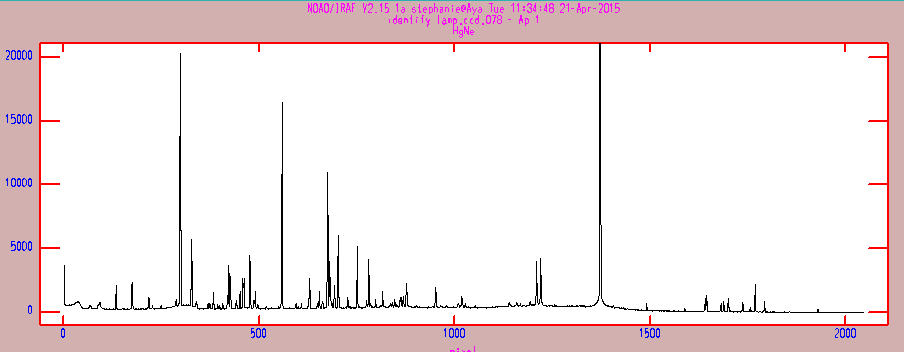 NOAO/IRAF V2.15.1a stephanie@Aya Tue 11:34:48 21-Apr-2015
identify lamp.ccd.078 - Ap 1
HgNe
20000
15000
10000
5000
0
0 500 1000 1500 2000
pixel